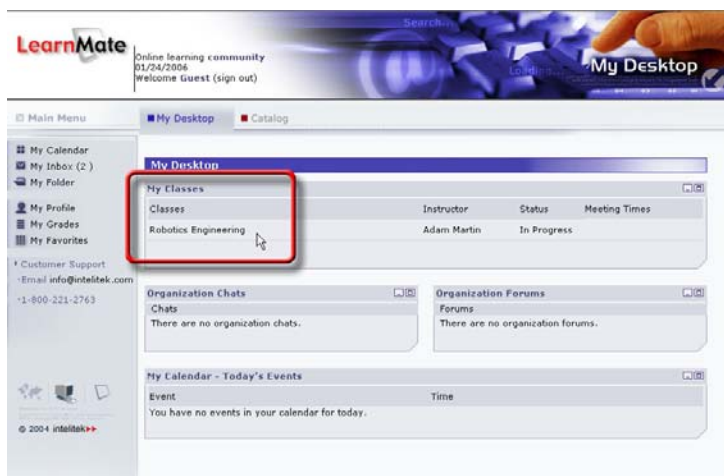 LearnMate
Online learning community
01/24/2006
Welcome Guest (sign out)
Search...
Loading...
My Desktop
Main Menu
My Desktop
Catalog
My Calendar
My Inbox (2 )
My Folder
My Profile
My Grades
My Favorites
Customer Support
Email info@intelitek.com
1-800-221-2763
© 2004 intelitek
My Desktop
My Classes
Classes Instructor Status Meeting Times
Robotics Engineering Adam Martin In Progress
Organization Chats
Chats
There are no organization chats.
Organization Forums
Forums
There are no organization forums.
My Calendar - Today's Events
Event Time
You have no events in your calendar for today.